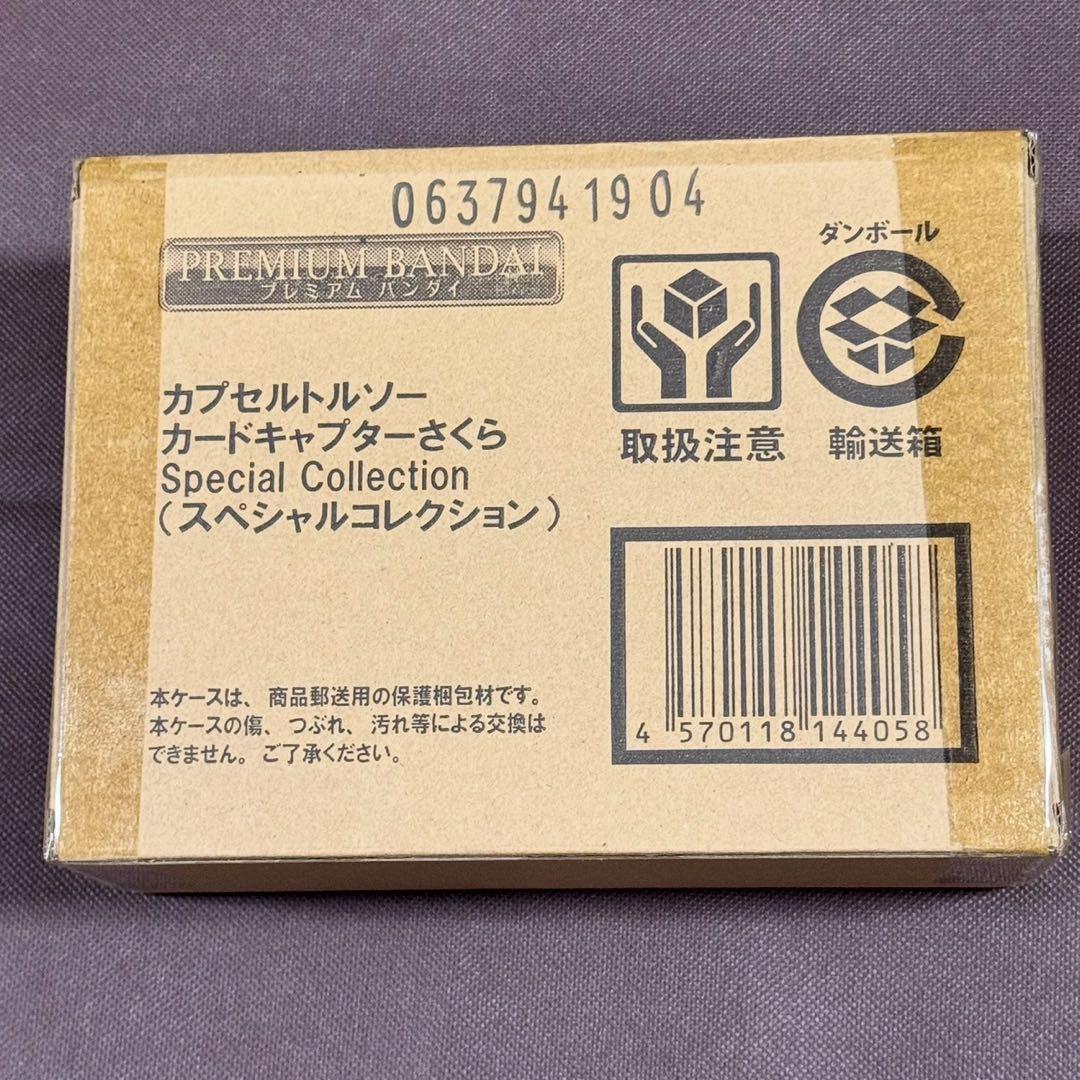 0637941904
PREMIUM BANDAI
プレミアム バンダイ
ダンボール
カプセルトルソー
カードキャプターさくら
Special Collection
(スペシャルコレクション)
取扱注意
輸送箱
本ケースは、商品郵送用の保護梱包材です。
本ケースの傷、つぶれ、汚れ等による交換は
できません。ご了承ください。
4 570118 144058